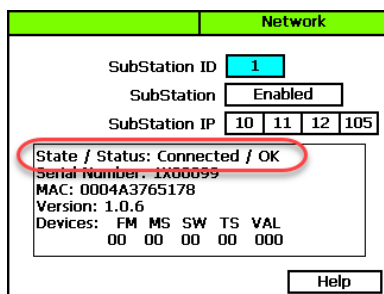 Network
SubStation ID 1
SubStation Enabled
SubStation IP 10 11 12 105
State / Status: Connected / OK
Serial Number: 1X00099
MAC: 0004A3765178
Version: 1.0.6
Devices: FM MS SW TS VAL
00 00 00 00 000
Help